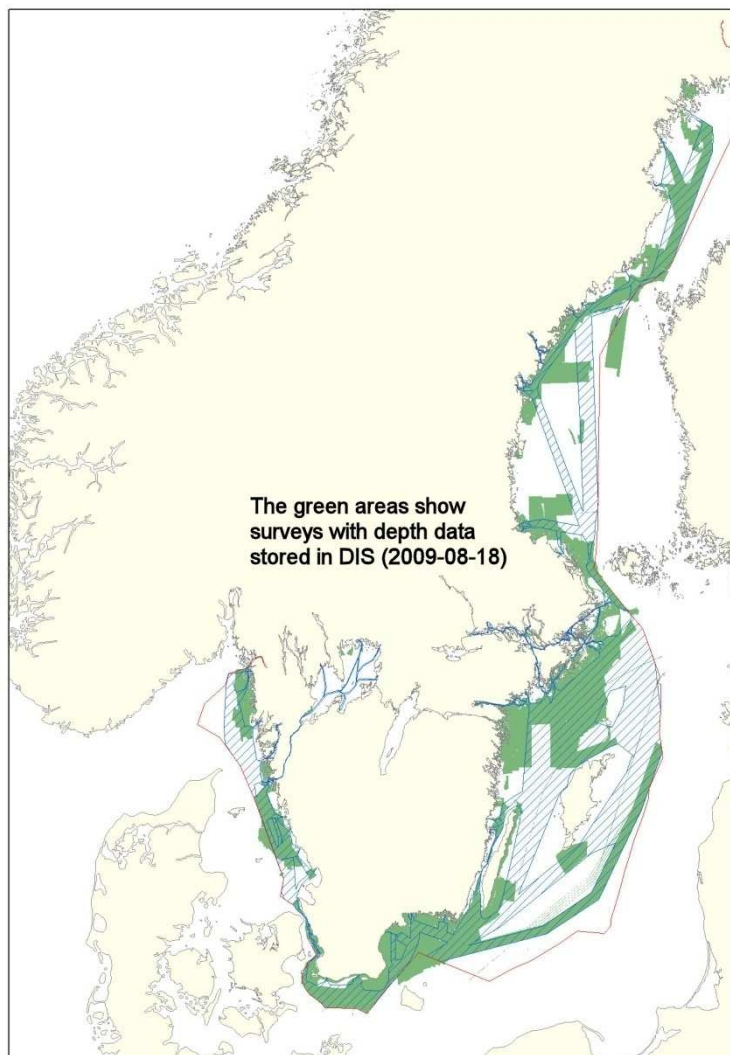 The green areas show
surveys with depth data
stored in DIS (2009-08-18)